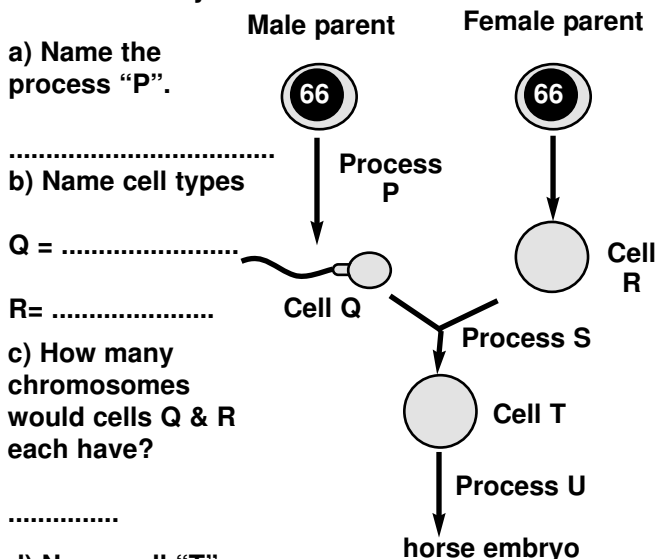 Male parent
Female parent
a) Name the
process “P”.
66
66
....................................
Process
P
b) Name cell types
Q = ........................
Cell
R
R= ......................
Cell Q
Process S
c) How many
chromosomes
would cells Q & R
each have?
Cell T
Process U
...............
horse embryo